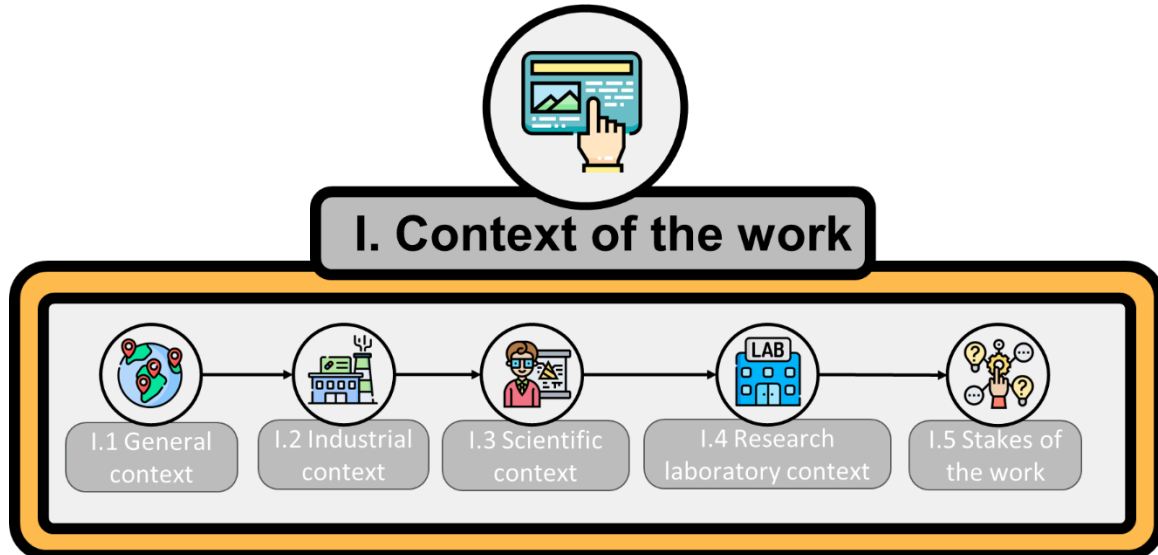 I. Context of the work
LAB
I.1 General
context
I.2 Industrial
context
I.3 Scientific
context
I.4 Research
laboratory context
I.5 Stakes of
the work